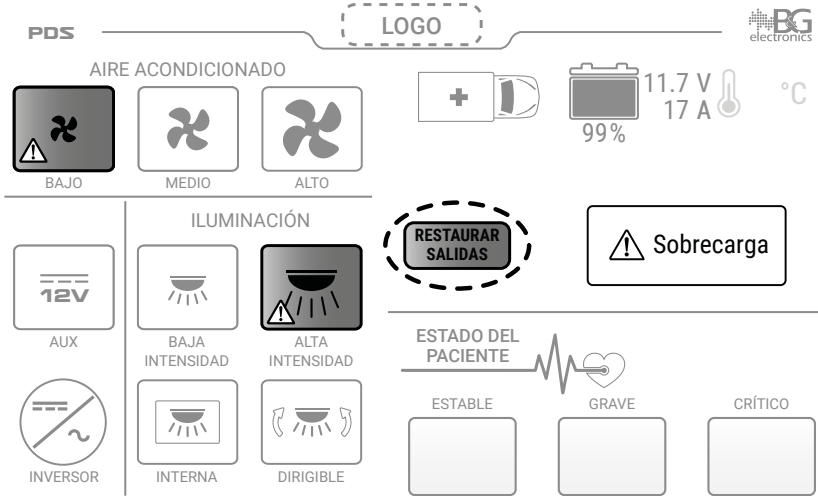 PDS
LOGO
B&G
electronics
AIRE ACONDICIONADO
BAJO
MEDIO
ALTO
11.7 V
17 A
°C
99%
ILUMINACIÓN
12V
AUX
BAJA
INTENSIDAD
ALTA
INTENSIDAD
INVERSOR
INTERNA
DIRIGIBLE
RESTAURAR
SALIDAS
Sobrecarga
ESTADO DEL
PACIENTE
ESTABLE
GRAVE
CRÍTICO